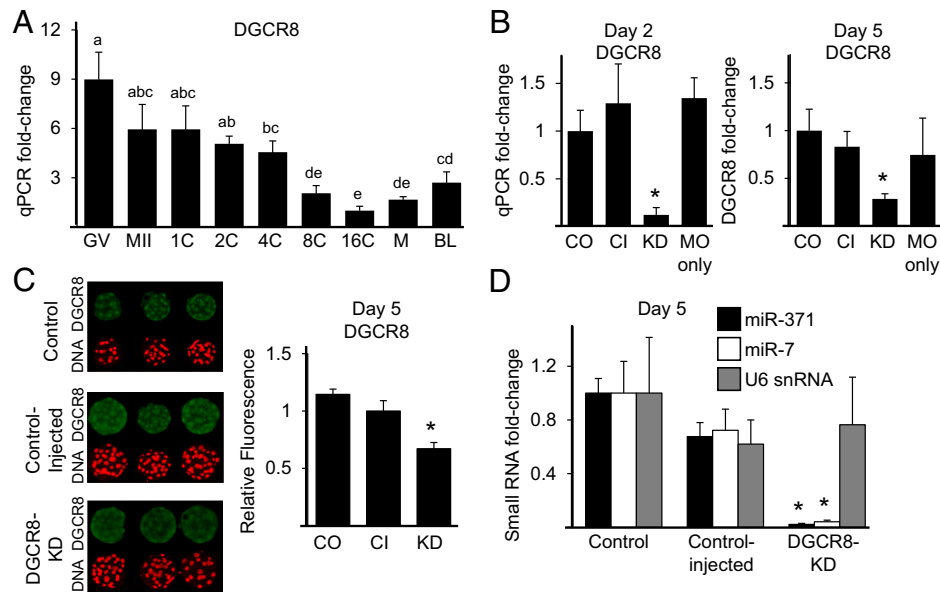 A
DGCR8
qPCR fold-change
9
6
3
a
abc
abc
ab
bc
de
e
de
cd
GV MII 1C 2C 4C 8C 16C M BL
B
Day 2
DGCR8
qPCR fold-change
1.5
1
0.5
*
CO CI KD MO only
Day 5
DGCR8
DGCR8 fold-change
1.5
1
0.5
*
CO CI KD MO only
C
Control
DNA DGCR8
Control-Injected
DNA DGCR8
DGCR8-KD
DNA DGCR8
Day 5
DGCR8
Relative Fluorescence
1.5
1
0.5
*
CO CI KD
D
Day 5
miR-371
miR-7
U6 snRNA
Small RNA fold-change
1.2
0.8
0.4
* *
Control
Control-injected
DGCR8-KD